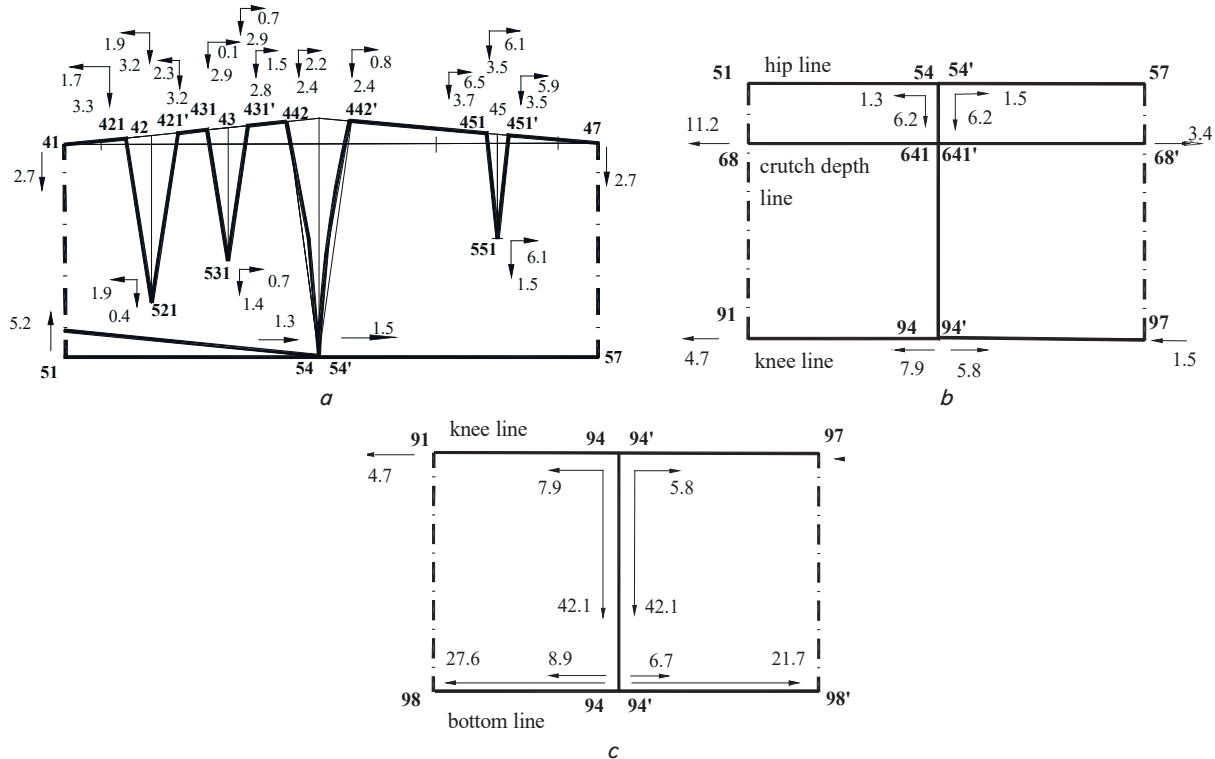 0.7
1.9 0.1 2.9 6.1
1.7 3.2 2.3 2.9 1.5 2.2 0.8 6.5 3.5 5.9
3.3 3.2 2.8 2.4 2.4 3.7 45 3.5
421 42 421' 431 43 431' 442 442' 451 451'
41 47
2.7 2.7
551
531 6.1
1.9 0.7 1.5
521 1.4
0.4
5.2 1.3 1.5
51 54 54' 57
a
51 hip line 54 54' 57
1.3 1.5
11.2 6.2 6.2 3.4
68 crutch depth 641 641' 68'
line
91 94 94' 97
4.7 knee line 7.9 5.8 1.5
b
91 knee line 94 94' 97
4.7 7.9 5.8
42.1 42.1
27.6 8.9 6.7 21.7
98 94 94' 98'
bottom line
c